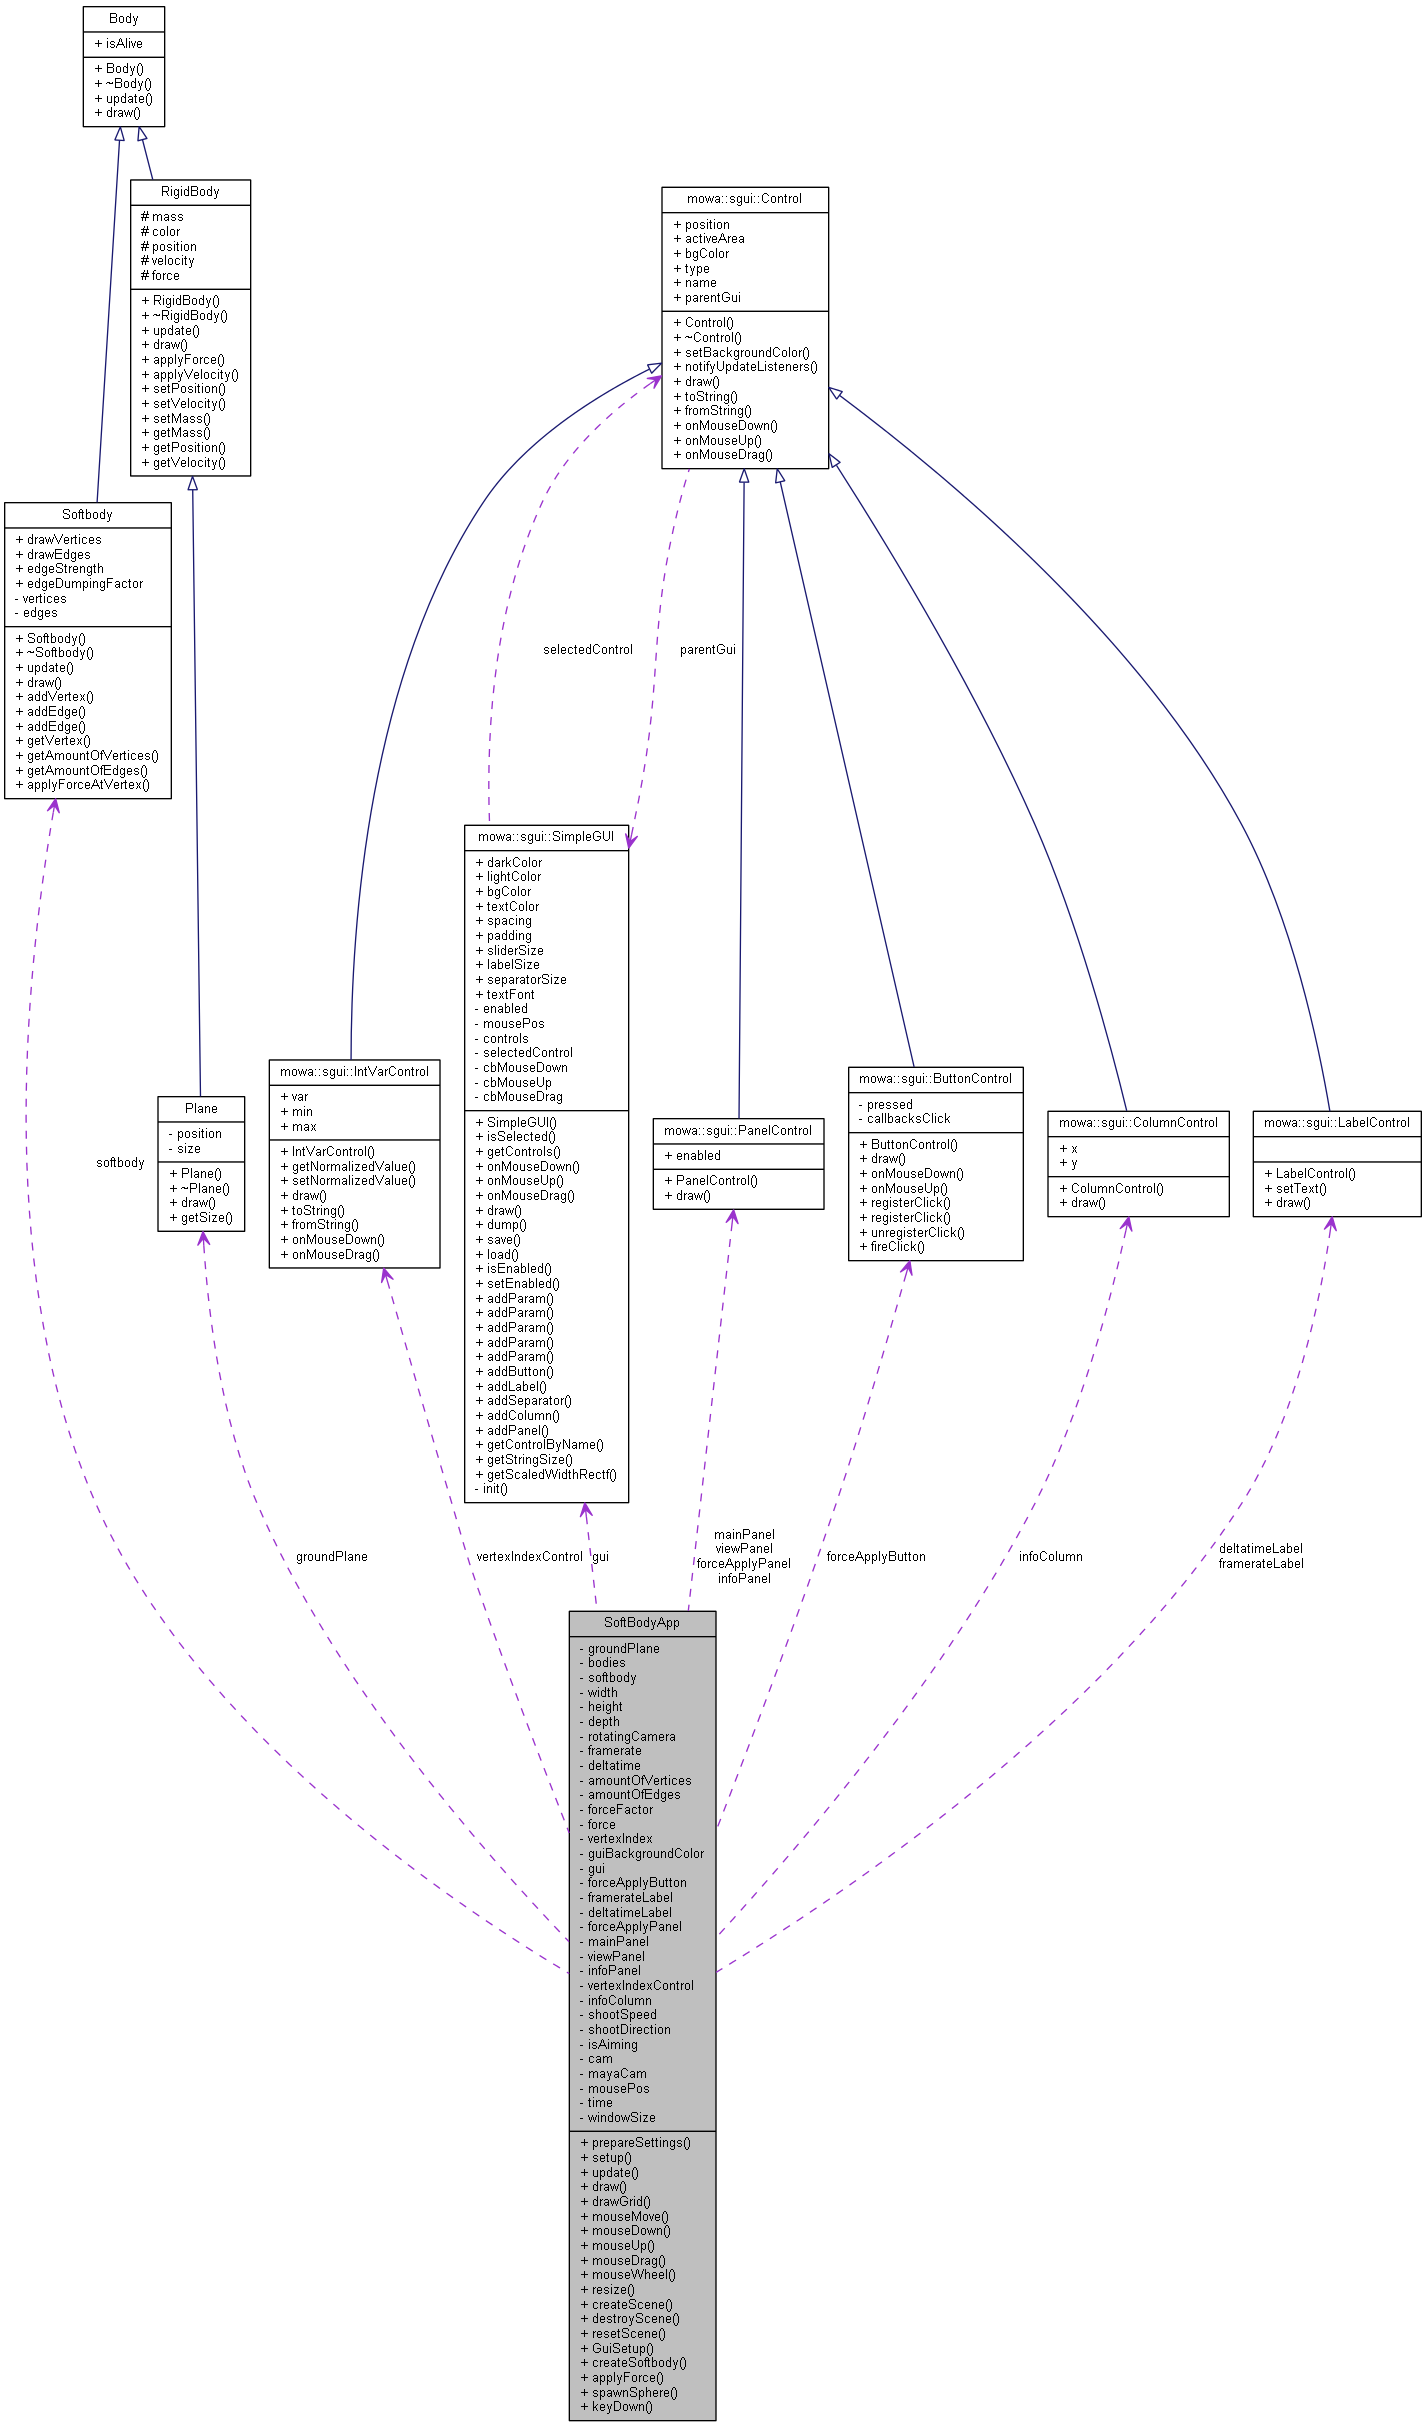 Body
+ isAlive
+ Body()
+ ~Body()
+ update()
+ draw()
RigidBody
# mass
# color
# position
# velocity
# force
+ RigidBody()
+ ~RigidBody()
+ update()
+ draw()
+ applyForce()
+ applyVelocity()
+ setPosition()
+ setVelocity()
+ setMass()
+ getMass()
+ getPosition()
+ getVelocity()
mowa::sgui::Control
+ position
+ activeArea
+ bgColor
+ type
+ name
+ parentGui
+ Control()
+ ~Control()
+ setBackgroundColor()
+ notifyUpdateListeners()
+ draw()
+ toString()
+ fromString()
+ onMouseDown()
+ onMouseUp()
+ onMouseDrag()
Softbody
+ drawVertices
+ drawEdges
+ edgeStrength
+ edgeDumpingFactor
- vertices
- edges
+ Softbody()
+ ~Softbody()
+ update()
+ draw()
+ addVertex()
+ addEdge()
+ addEdge()
+ getVertex()
+ getAmountOfVertices()
+ getAmountOfEdges()
+ applyForceAtVertex()
selectedControl
parentGui
mowa::sgui::SimpleGUI
+ darkColor
+ lightColor
+ bgColor
+ textColor
+ spacing
+ padding
+ sliderSize
+ labelSize
+ separatorSize
+ textFont
- enabled
- mousePos
- controls
- selectedControl
- cbMouseDown
- cbMouseUp
- cbMouseDrag
+ SimpleGUI()
+ isSelected()
+ getControls()
+ onMouseDown()
+ onMouseUp()
+ onMouseDrag()
+ draw()
+ dump()
+ save()
+ load()
+ isEnabled()
+ setEnabled()
+ addParam()
+ addParam()
+ addParam()
+ addParam()
+ addParam()
+ addButton()
+ addLabel()
+ addSeparator()
+ addColumn()
+ addPanel()
+ getControlByName()
+ getStringSize()
+ getScaledWidthRectf()
- init()
softbody
Plane
- position
- size
+ Plane()
+ ~Plane()
+ draw()
+ getSize()
mowa::sgui::IntVarControl
+ var
+ min
+ max
+ IntVarControl()
+ getNormalizedValue()
+ setNormalizedValue()
+ draw()
+ toString()
+ fromString()
+ onMouseDown()
+ onMouseDrag()
mowa::sgui::PanelControl
+ enabled
+ PanelControl()
+ draw()
mowa::sgui::ButtonControl
- pressed
- callbacksClick
+ ButtonControl()
+ draw()
+ onMouseDown()
+ onMouseUp()
+ registerClick()
+ registerClick()
+ unregisterClick()
+ fireClick()
mowa::sgui::ColumnControl
+ x
+ y
+ ColumnControl()
+ draw()
mowa::sgui::LabelControl
+ LabelControl()
+ setText()
+ draw()
groundPlane
vertexIndexControl
gui
mainPanel
viewPanel
forceApplyPanel
infoPanel
forceApplyButton
infoColumn
deltatimeLabel
framerateLabel
SoftBodyApp
- groundPlane
- bodies
- softbody
- width
- height
- depth
- rotatingCamera
- framerate
- deltatime
- amountOfVertices
- amountOfEdges
- forceFactor
- force
- vertexIndex
- guiBackgroundColor
- gui
- forceApplyButton
- framerateLabel
- deltatimeLabel
- forceApplyPanel
- mainPanel
- viewPanel
- infoPanel
- vertexIndexControl
- infoColumn
- shootSpeed
- shootDirection
- isAiming
- cam
- mayaCam
- mousePos
- time
- windowSize
+ prepareSettings()
+ setup()
+ update()
+ draw()
+ drawGrid()
+ mouseMove()
+ mouseDown()
+ mouseUp()
+ mouseDrag()
+ mouseWheel()
+ resize()
+ createScene()
+ destroyScene()
+ resetScene()
+ GuiSetup()
+ createSoftbody()
+ applyForce()
+ spawnSphere()
+ keyDown()